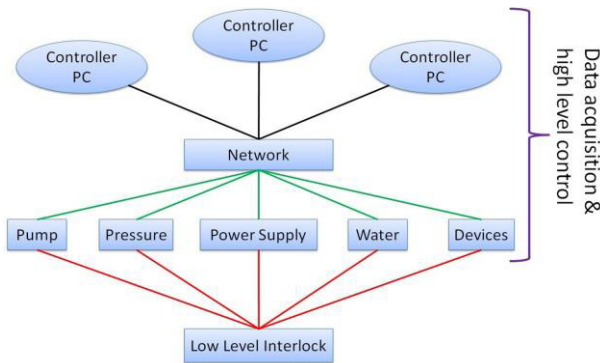 Controller
PC
Controller
PC
Controller
PC
Network
Pump
Pressure
Power Supply
Water
Devices
Low Level Interlock
Data acquisition &
high level control